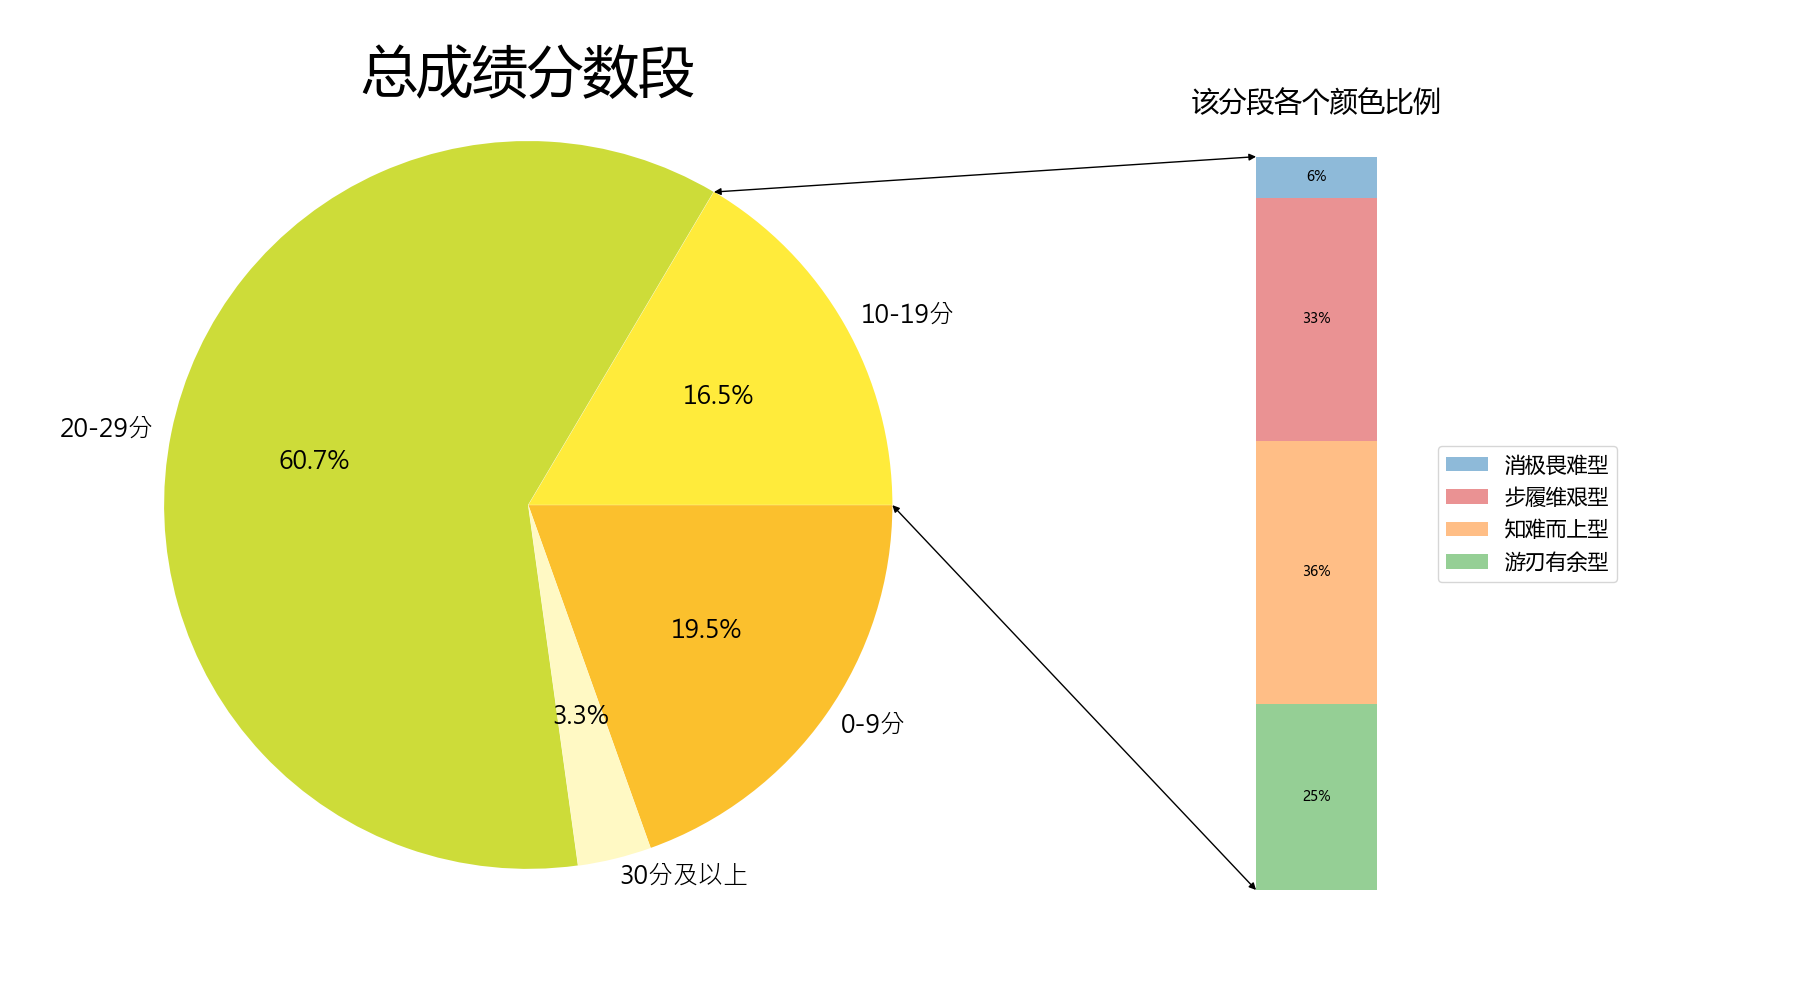 总成绩分数段
10-19分
16.5%
20-29分
60.7%
19.5%
3.3%
0-9分
30分及以上
该分段各个颜色比例
6%
33%
36%
25%
消极畏难型
步履维艰型
知难而上型
游刃有余型